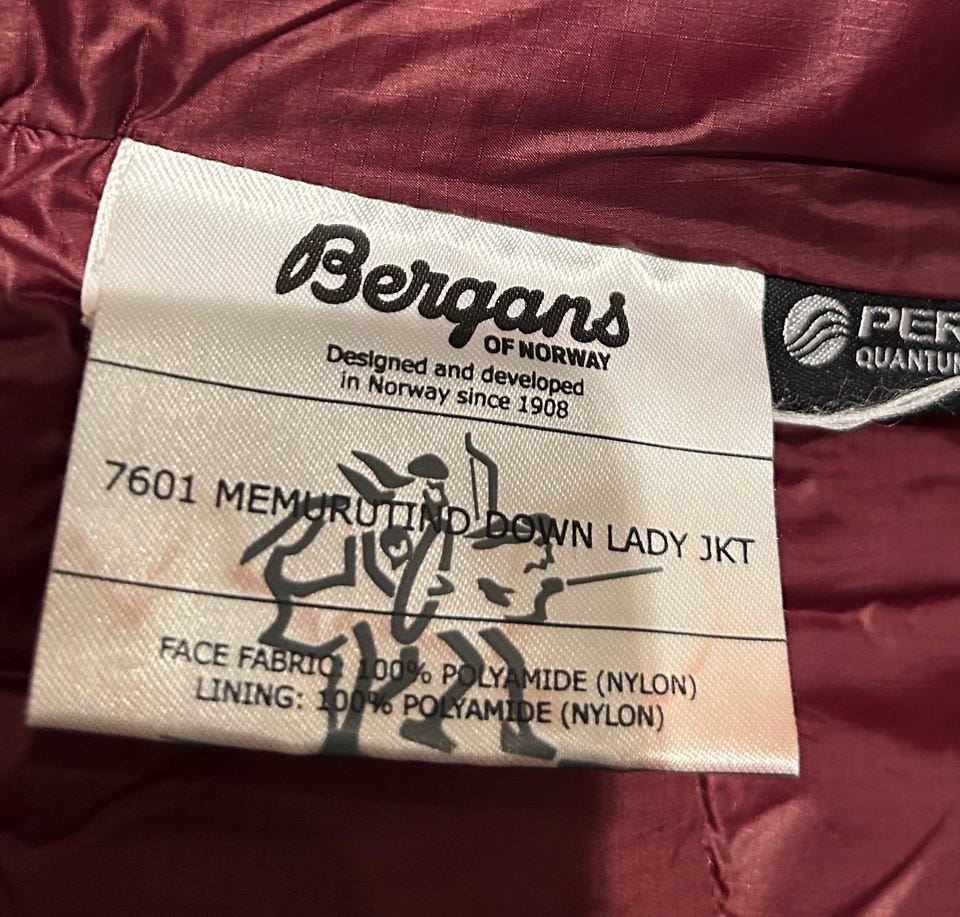 Bergans
OF NORWAY
Designed and developed
in Norway since 1908
7601 MEMURUTIND DOWN LADY JKT
FACE FABRIC: 100% POLYAMIDE (NYLON)
LINING: 100% POLYAMIDE (NYLON)